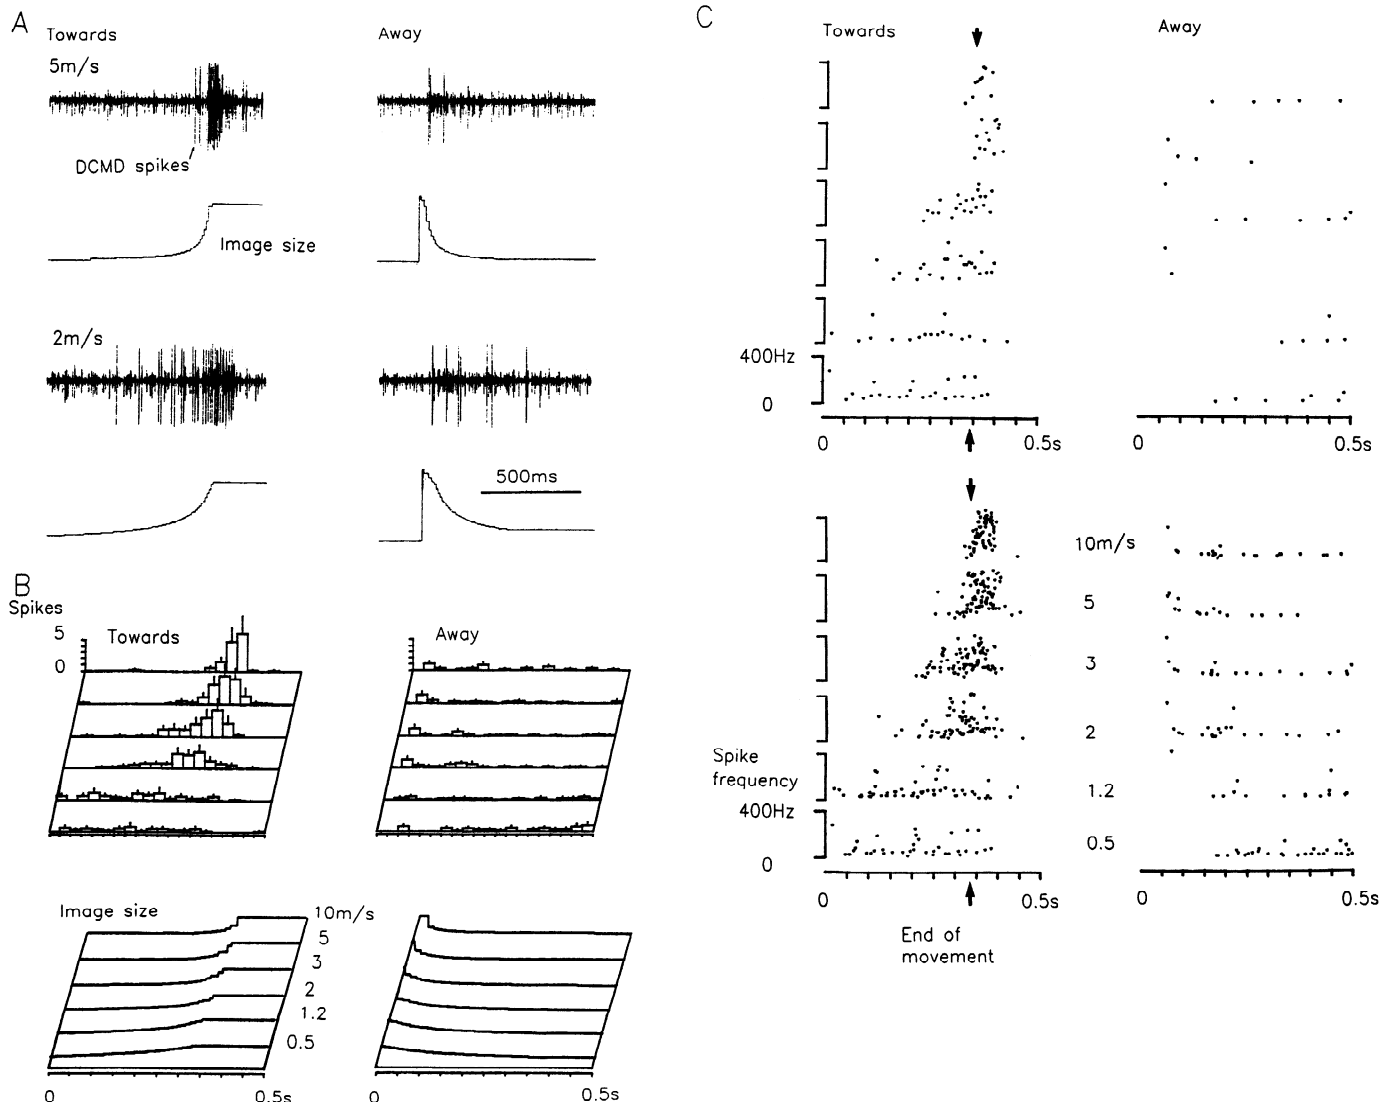 A
Towards
Away
5m/s
DCMD spikes
Image size
2m/s
500ms
B
Spikes
5
0
Towards
Away
Image size
10m/s
5
3
2
1.2
0.5
0
0.5s
0
0.5s
C
Towards
Away
400Hz
0
0
0.5s
0
0.5s
10m/s
5
3
2
1.2
0.5
Spike
frequency
400Hz
0
0
0.5s
0
0.5s
End of
movement